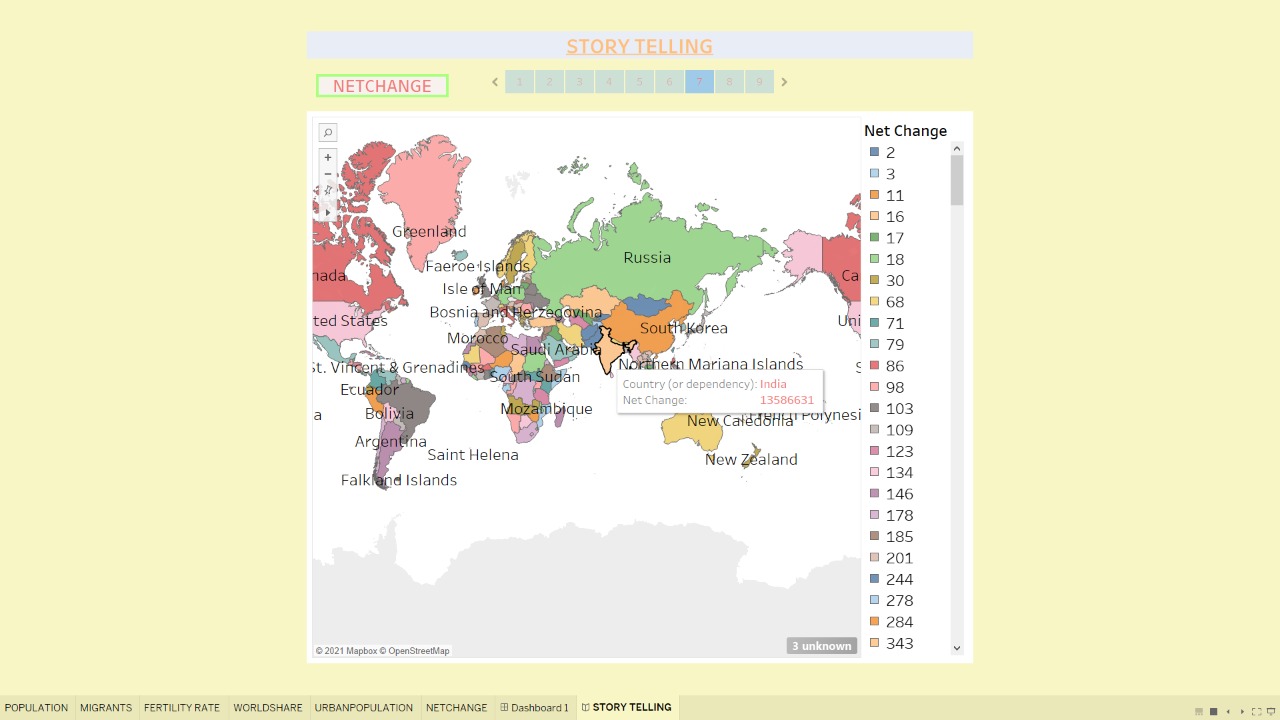 STORY TELLING
NETCHANGE
1 2 3 4 5 6 7 8 9
Net Change
2
3
11
16
17
18
30
68
71
79
86
98
103
109
123
134
146
178
185
201
244
278
284
343
Greenland
Russia
Faeroe Islands
nada
Ca
Isle of Man
Bosnia and Herzegovina
ted States
Uni
South Korea
Morocco
Saudi Arabia
St. Vincent & Grenadines
Northern Mariana Islands
S
South Sudan
Country (or dependency): India
Net Change: 13586631
Ecuador
Mozambique
Bolivia
a
French Polynesi
New Caledonia
Argentina
Saint Helena
New Zealand
Falkland Islands
3 unknown
© 2021 Mapbox © OpenStreetMap
POPULATION MIGRANTS FERTILITY RATE WORLDSHARE URBANPOPULATION NETCHANGE Dashboard 1 STORY TELLING